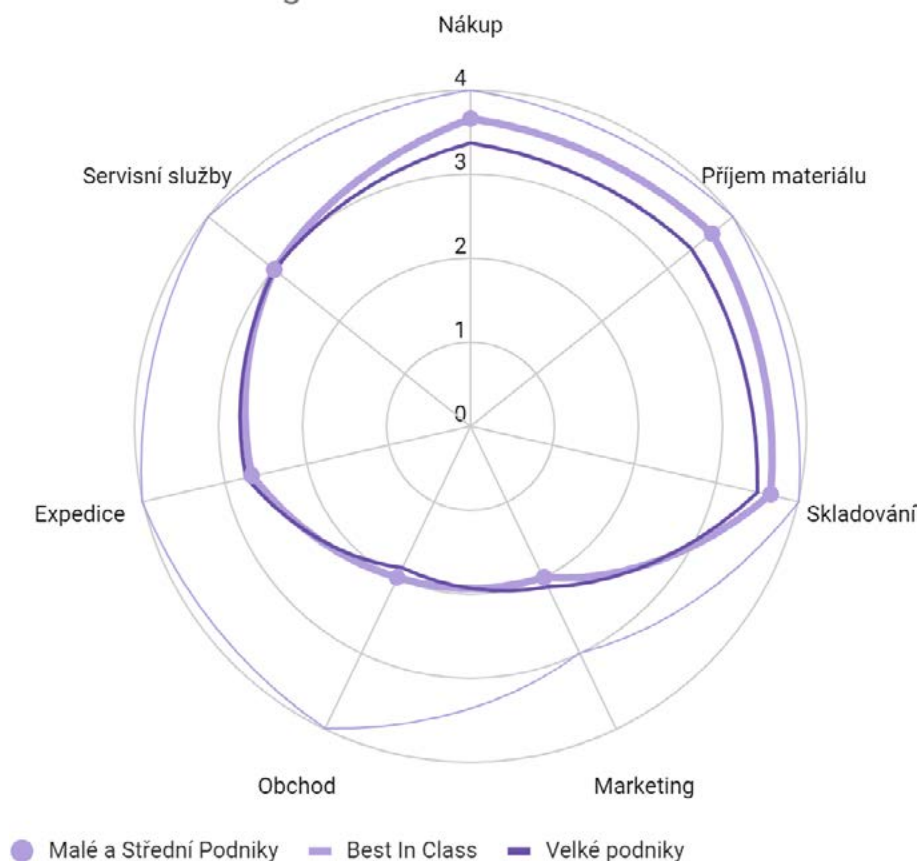 Nákup
4
Servisní služby
3
Příjem materiálu
2
1
0
Expedice
Skladování
Obchod
Marketing
Malé a Střední Podniky
Best In Class
Velké podniky